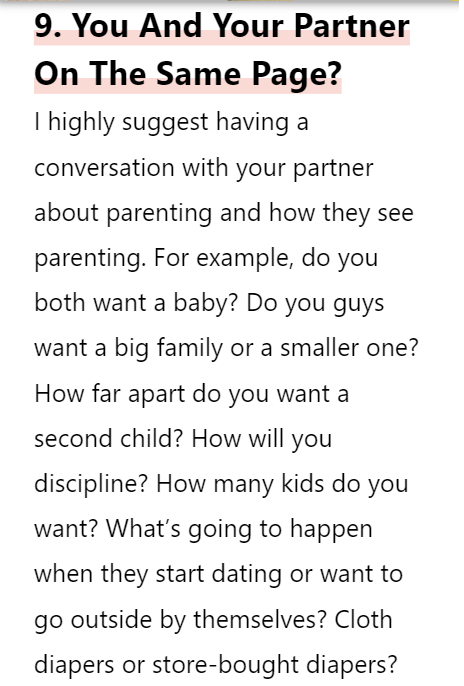 9. You And Your Partner
On The Same Page?
I highly suggest having a
conversation with your partner
about parenting and how they see
parenting. For example, do you
both want a baby? Do you guys
want a big family or a smaller one?
How far apart do you want a
second child? How will you
discipline? How many kids do you
want? What’s going to happen
when they start dating or want to
go outside by themselves? Cloth
diapers or store-bought diapers?